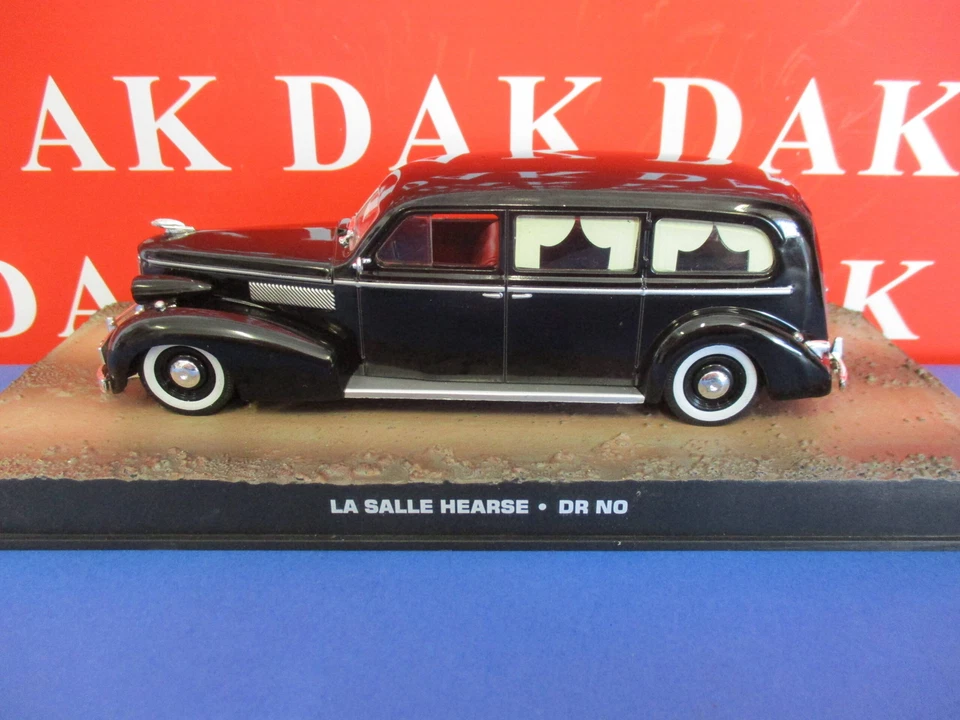 AK DAK DAK DAK
DA K
LA SALLE HEARSE • DR NO